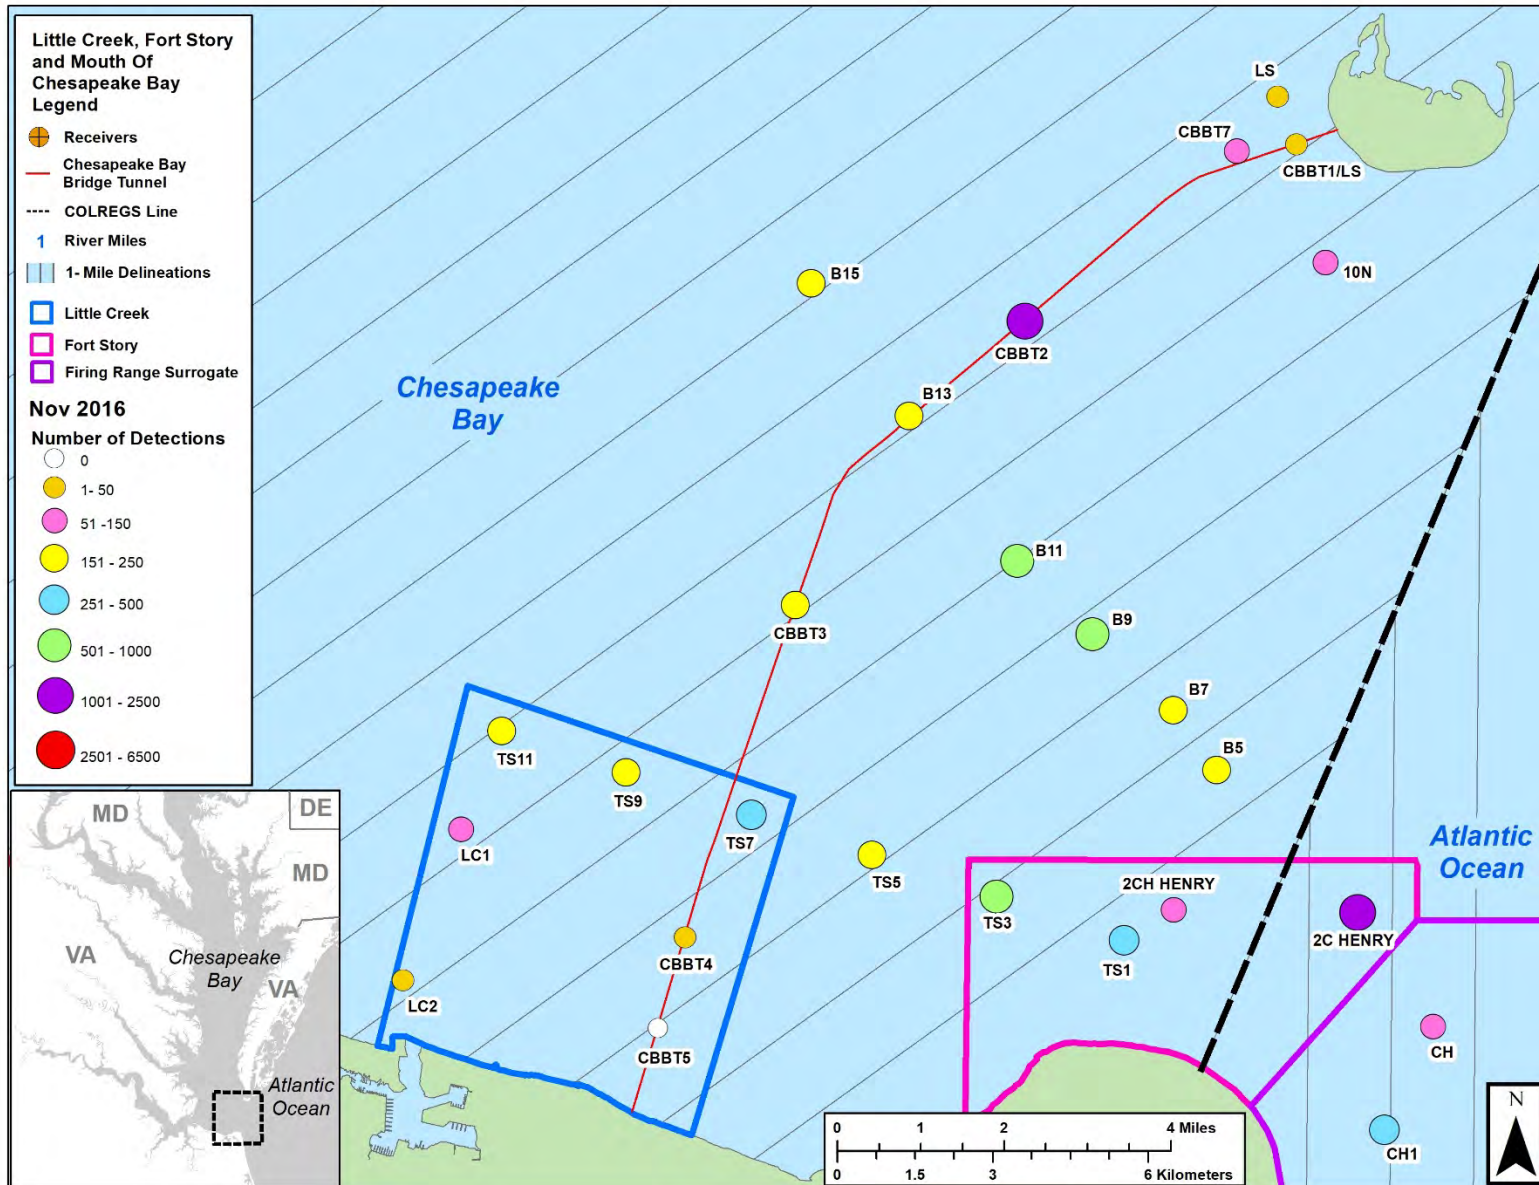 Little Creek, Fort Story
and Mouth Of
Chesapeake Bay
Legend
Receivers
Chesapeake Bay
Bridge Tunnel
COLREGS Line
1 River Miles
1- Mile Delineations
Little Creek
Fort Story
Firing Range Surrogate
Nov 2016
Number of Detections
0
1- 50
51 -150
151 - 250
251 - 500
501 - 1000
1001 - 2500
2501 - 6500
LS
CBBT7
CBBT1/LS
10N
B15
CBBT2
Chesapeake
Bay
B13
B11
CBBT3
B9
B7
B5
TS11
TS9
TS7
LC1
TS5
Atlantic
Ocean
2CH HENRY
TS3
2C HENRY
TS1
CBBT4
LC2
CBBT5
CH
CH1
MD
DE
MD
VA
Chesapeake
Bay
VA
Atlantic
Ocean
0 1 2 4 Miles
0 1.5 3 6 Kilometers
N